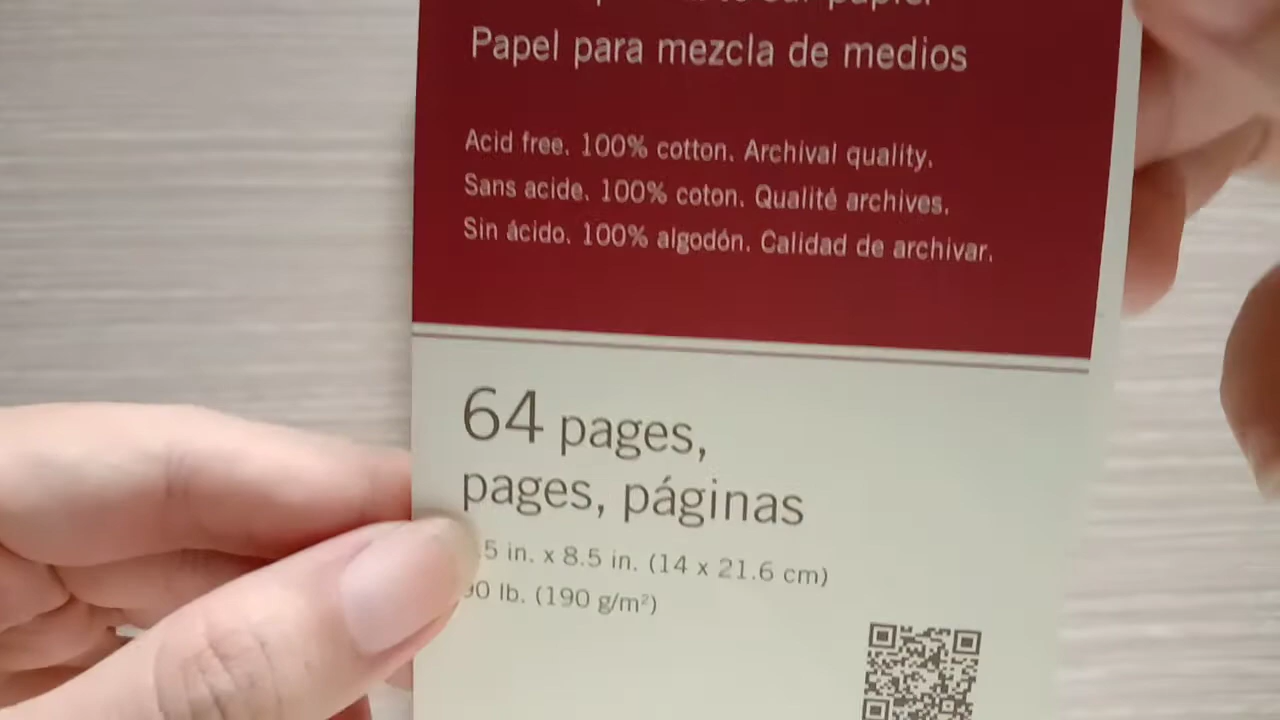 Papel para mezcla de medios
Acid free. 100% cotton. Archival quality.
Sans acide. 100% coton. Qualité archives.
Sin ácido. 100% algodón. Calidad de archivar.
64 pages,
pages, páginas
.5 in. x 8.5 in. (14 x 21.6 cm)
90 lb. (190 g/m²)